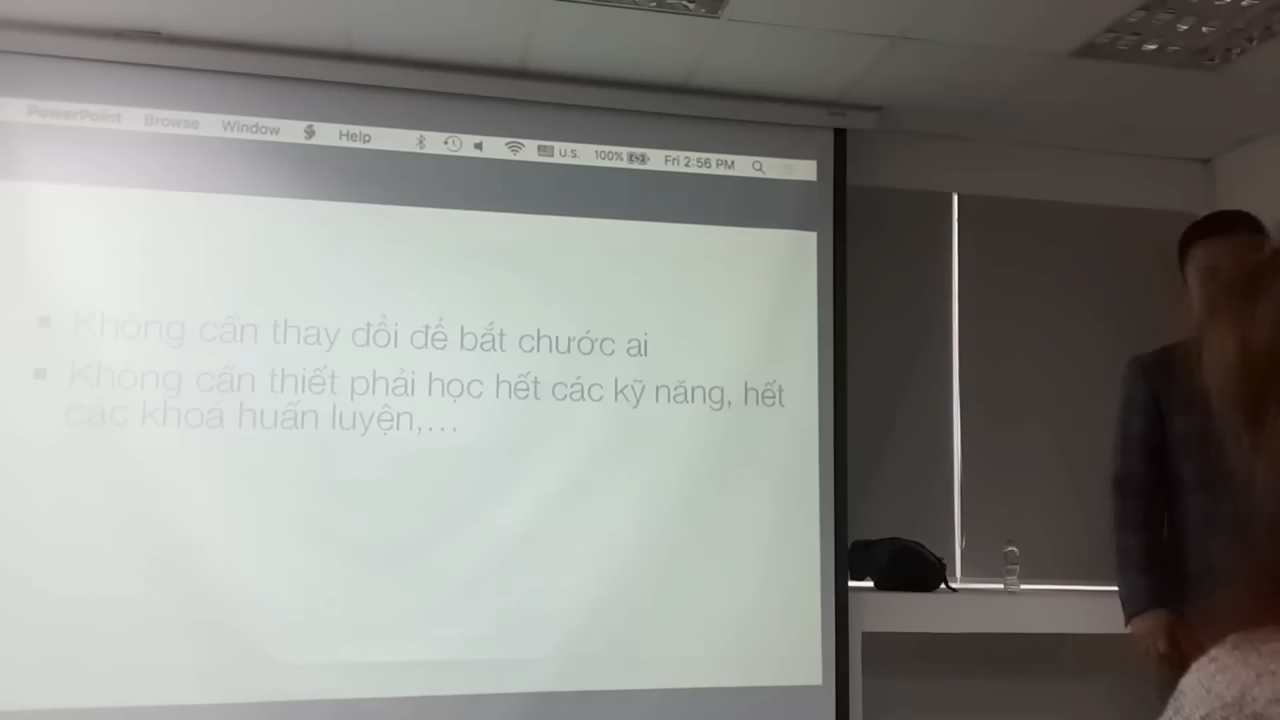 PowerPoint Browse Window Help U.S. 100% Fri 2:56 PM
Không cần thay đổi để bắt chước ai
Không cần thiết phải học hết các kỹ năng, hết
các khoá huấn luyện,...